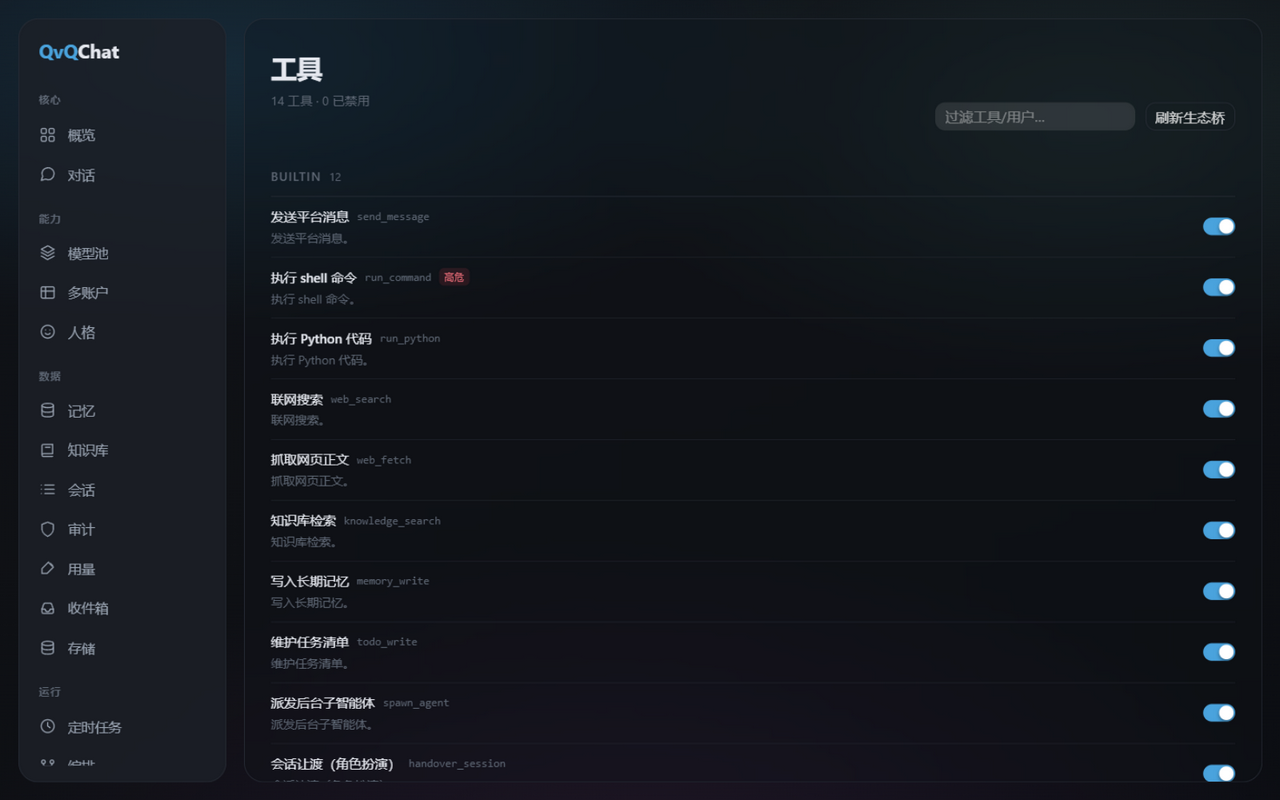 QvQChat
核心
概览
对话
能力
模型池
多账户
人格
数据
记忆
知识库
会话
审计
用量
收件箱
存储
运行
定时任务
工具
14 工具 · 0 已禁用
过滤工具/用户...
刷新生态桥
BUILTIN 12
发送平台消息 send_message
发送平台消息。
执行 shell 命令 run_command 高危
执行 shell 命令。
执行 Python 代码 run_python
执行 Python 代码。
联网搜索 web_search
联网搜索。
抓取网页正文 web_fetch
抓取网页正文。
知识库检索 knowledge_search
知识库检索。
写入长期记忆 memory_write
写入长期记忆。
维护任务清单 todo_write
维护任务清单。
派发后台子智能体 spawn_agent
派发后台子智能体。
会话让渡（角色扮演） handover_session